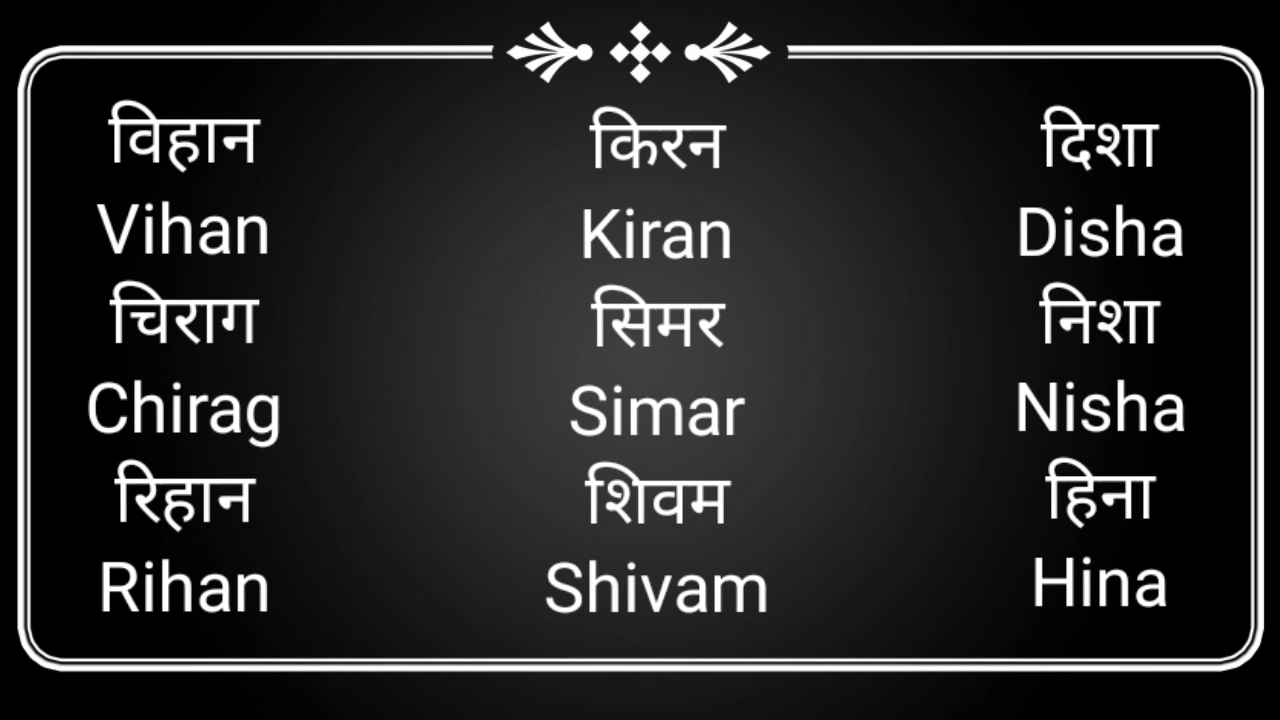 विहान
Vihan
चिराग
Chirag
रिहान
Rihan
किरन
Kiran
सिमर
Simar
शिवम
Shivam
दिशा
Disha
निशा
Nisha
हिना
Hina